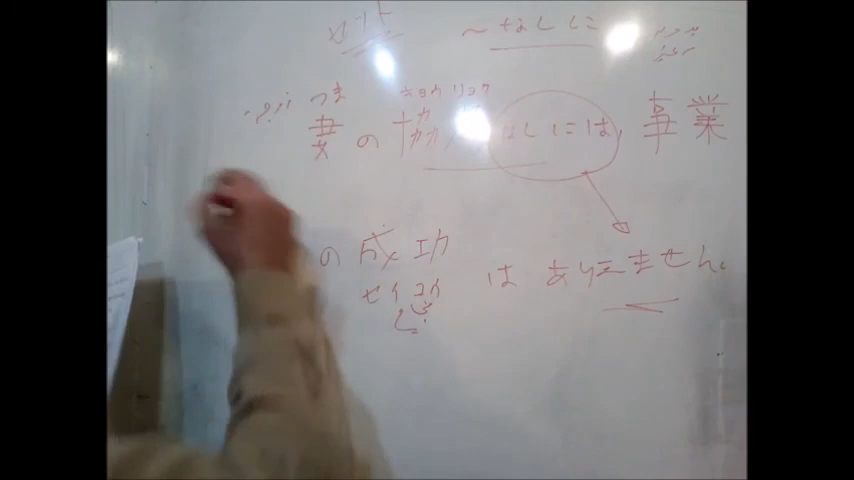 ～なしに
つま キョウリョク
妻の協力なしには、事業
の成功はありえません。
セイコウ